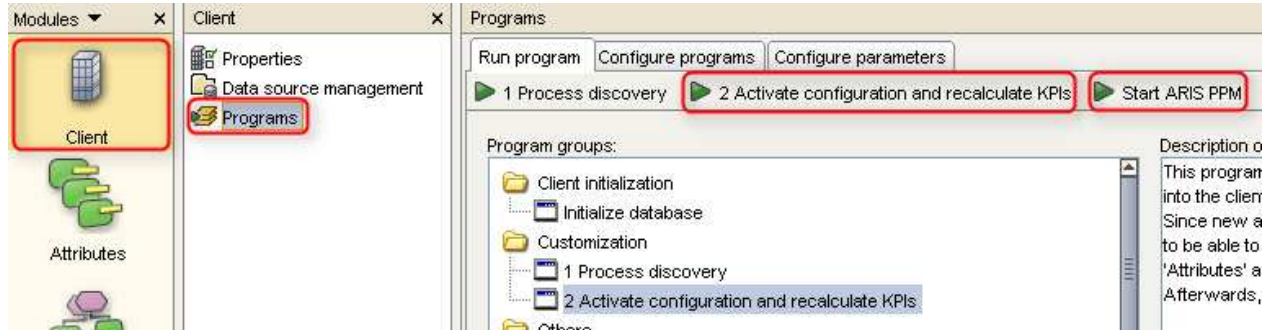 Modules
Client
Attributes
Client
Properties
Data source management
Programs
Programs
Run program
Configure programs
Configure parameters
1 Process discovery
2 Activate configuration and recalculate KPIs
Start ARIS PPM
Program groups:
Client initialization
Initialize database
Customization
1 Process discovery
2 Activate configuration and recalculate KPIs
Others
Description o
This program
into the clien
Since new a
to be able to
'Attributes' a
Afterwards,